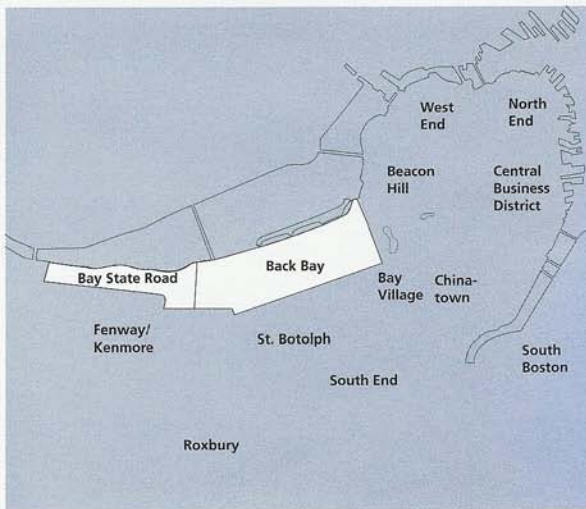 West
End
North
End
Beacon
Hill
Central
Business
District
Back Bay
Bay State Road
Bay
Village
China-
town
Fenway/
Kenmore
St. Botolph
South
Boston
South End
Roxbury